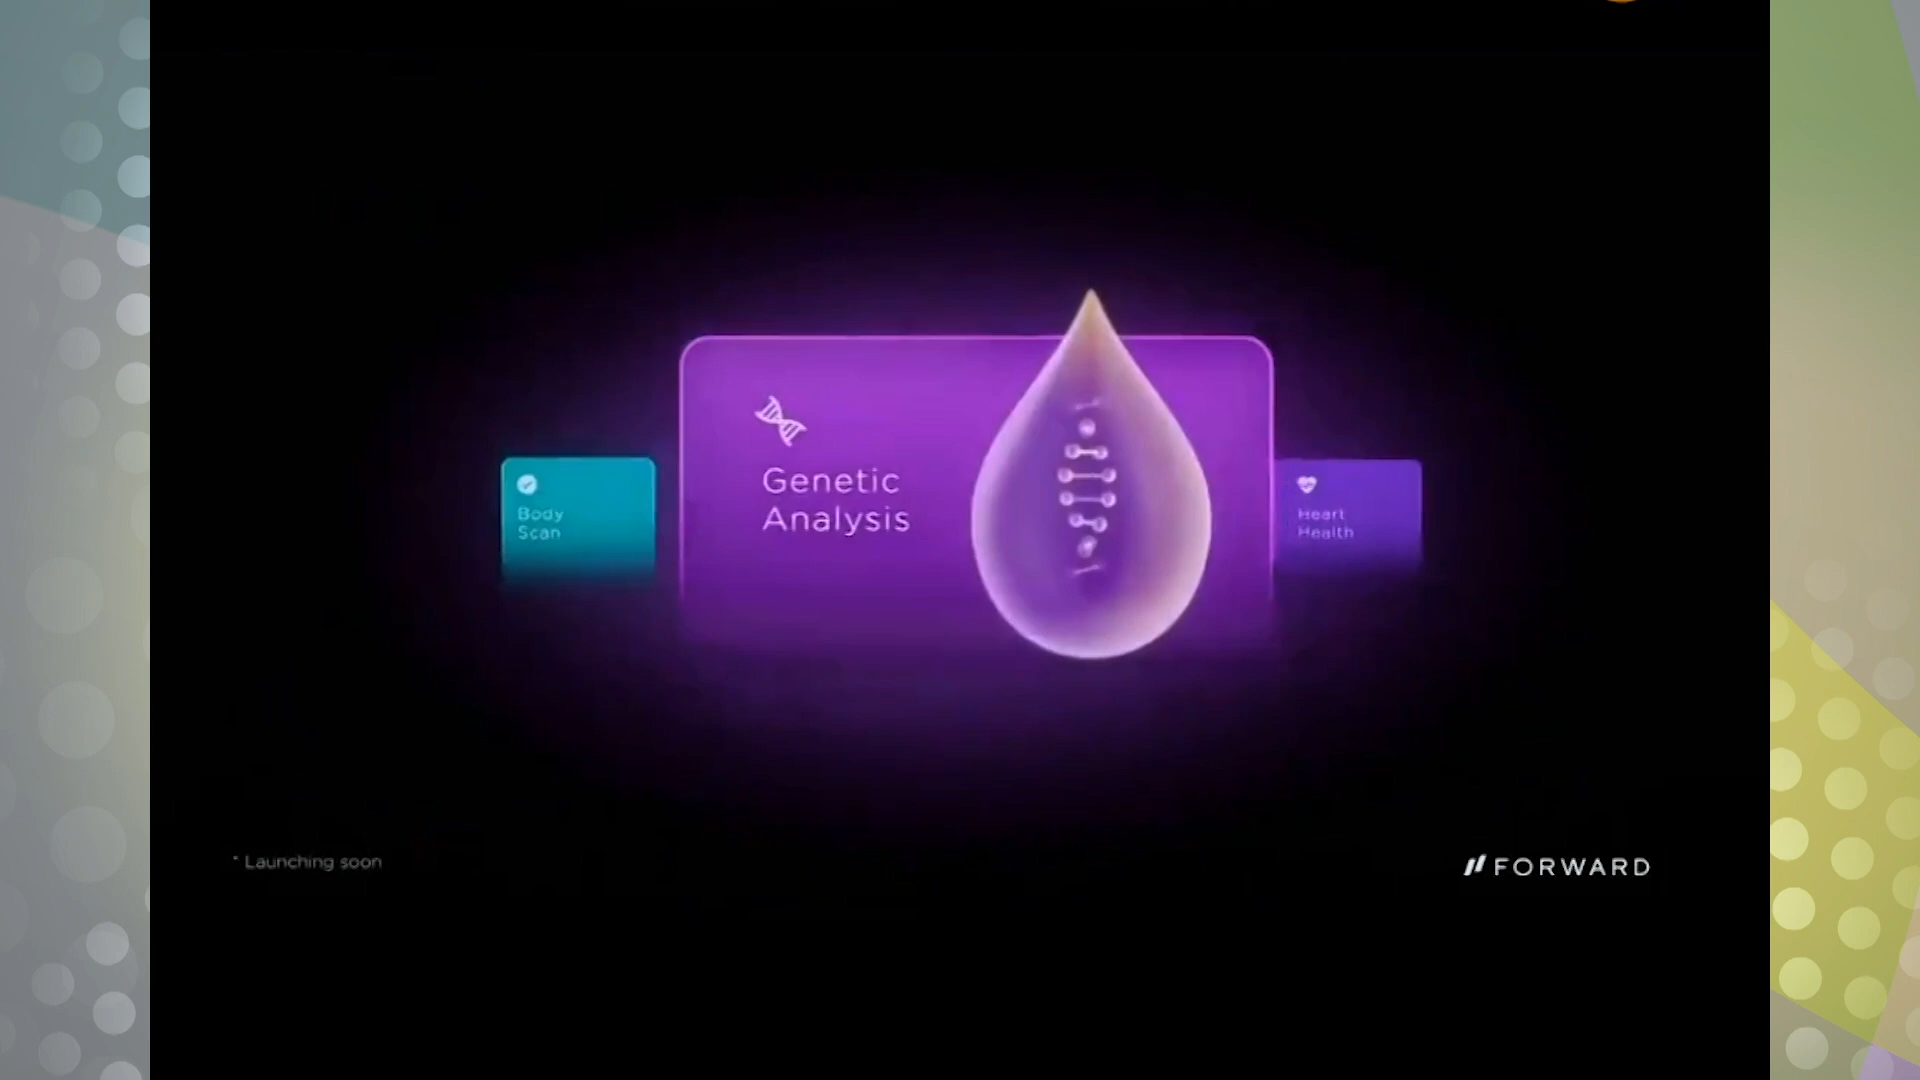 Genetic
Analysis
Body
Scan
Heart
Health
* Launching soon
FORWARD